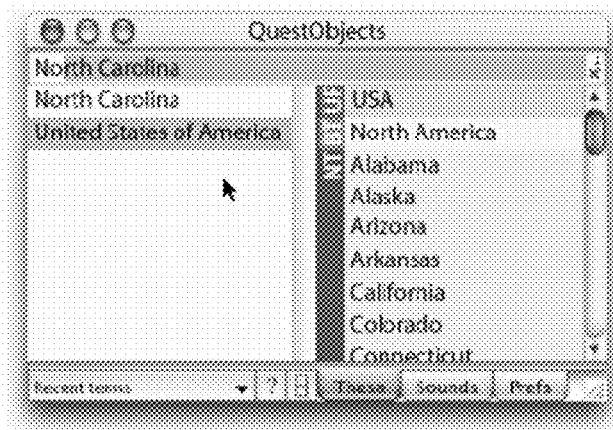 QuestObjects
North Carolina
North Carolina
United States of America
USA
North America
Alabama
Alaska
Arizona
Arkansas
California
Colorado
Connecticut
Recent terms
?
These
Sounds
Prefs